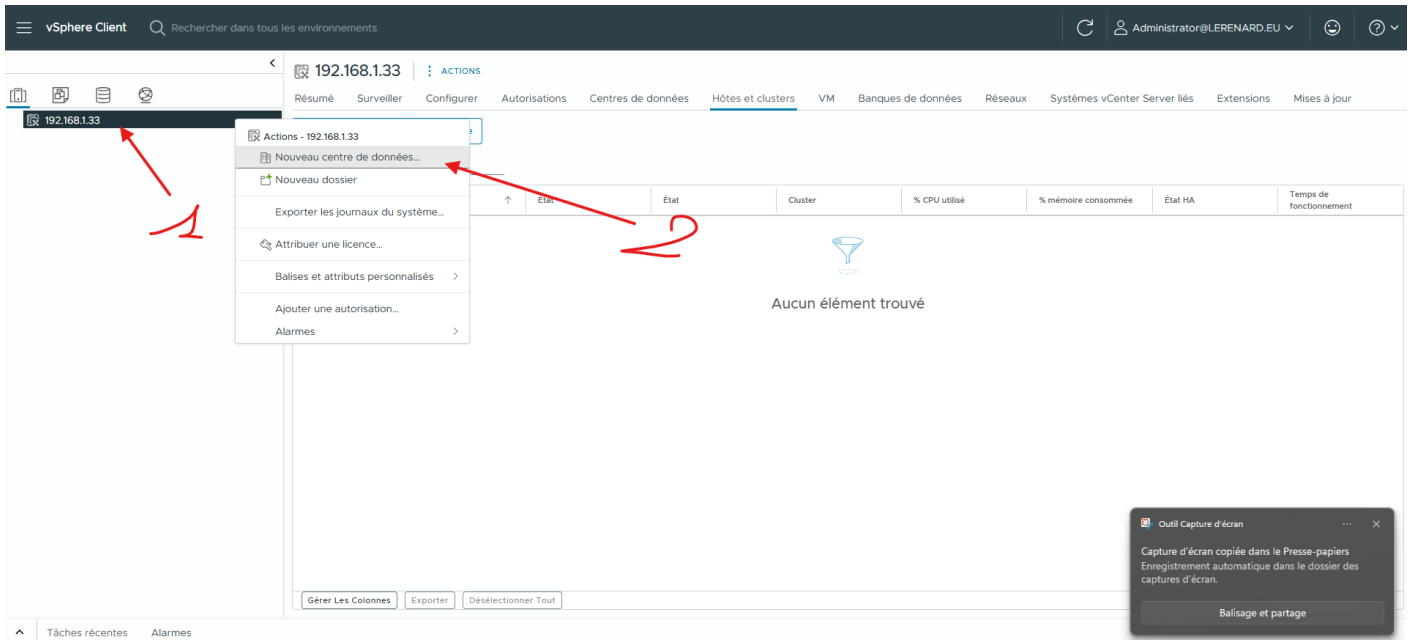 vSphere Client
Rechercher dans tous les environnements
Administrator@LERENARD.EU
192.168.1.33
ACTIONS
Résumé Surveiller Configurer Autorisations Centres de données Hôtes et clusters VM Banques de données Réseaux Systèmes vCenter Server liés Extensions Mises à jour
192.168.1.33
Actions - 192.168.1.33
Nouveau centre de données...
Nouveau dossier
Exporter les journaux du système...
Attribuer une licence...
Balises et attributs personnalisés
Ajouter une autorisation...
Alarmes
1
2
État État Cluster % CPU utilisé % mémoire consommée État HA Temps de
fonctionnement
Aucun élément trouvé
Outil Capture d'écran
Capture d'écran copiée dans le Presse-papiers
Enregistrement automatique dans le dossier des
captures d'écran.
Balisage et partage
Gérer Les Colonnes Exporter Désélectionner Tout
Tâches récentes Alarmes